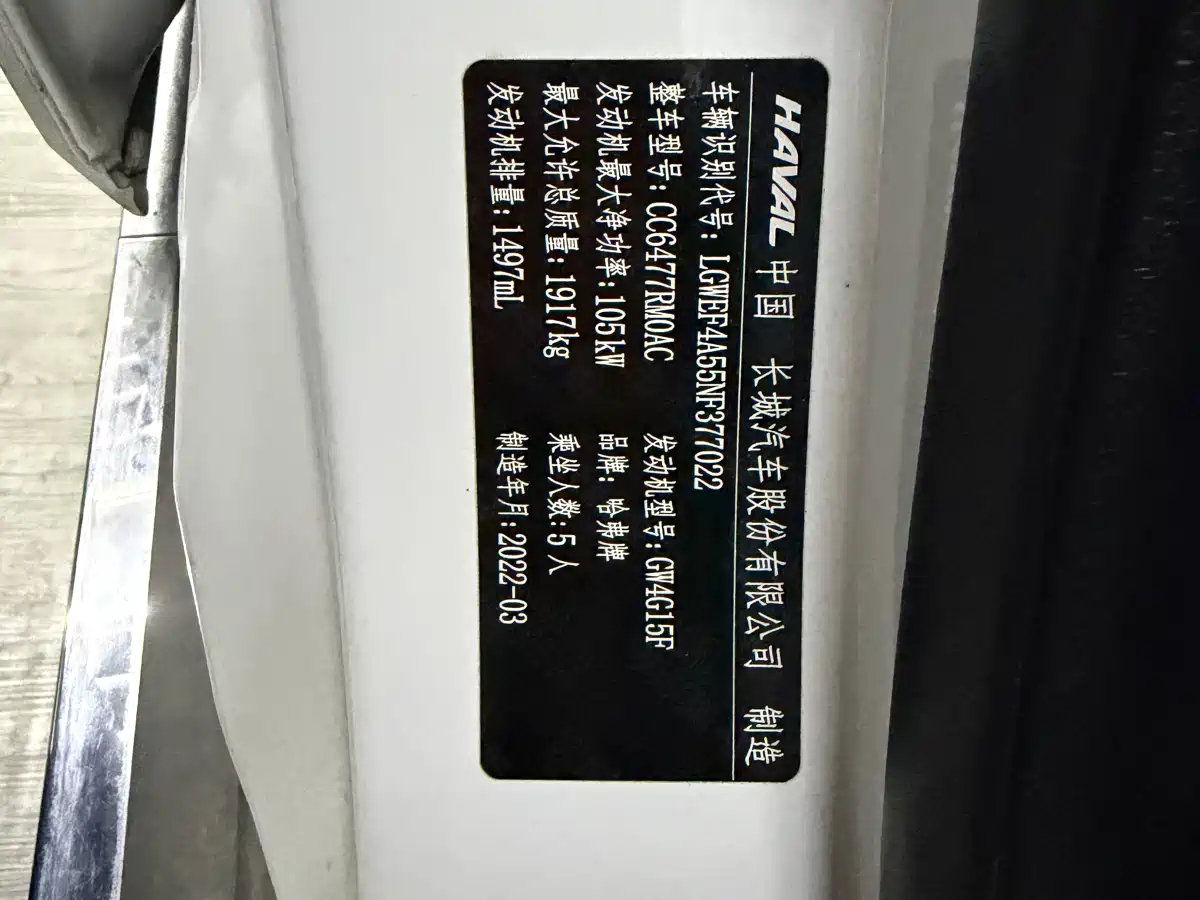 HAVAL 中国 长城汽车股份有限公司 制造
车辆识别代号: LGWEF4A55NF377022
整车型号: CC6477RM0AC 发动机型号: GW4G15F
发动机最大净功率: 105kW 品牌: 哈弗牌
最大允许总质量: 1917kg 乘坐人数: 5 人
发动机排量: 1497mL 制造年月: 2022-03